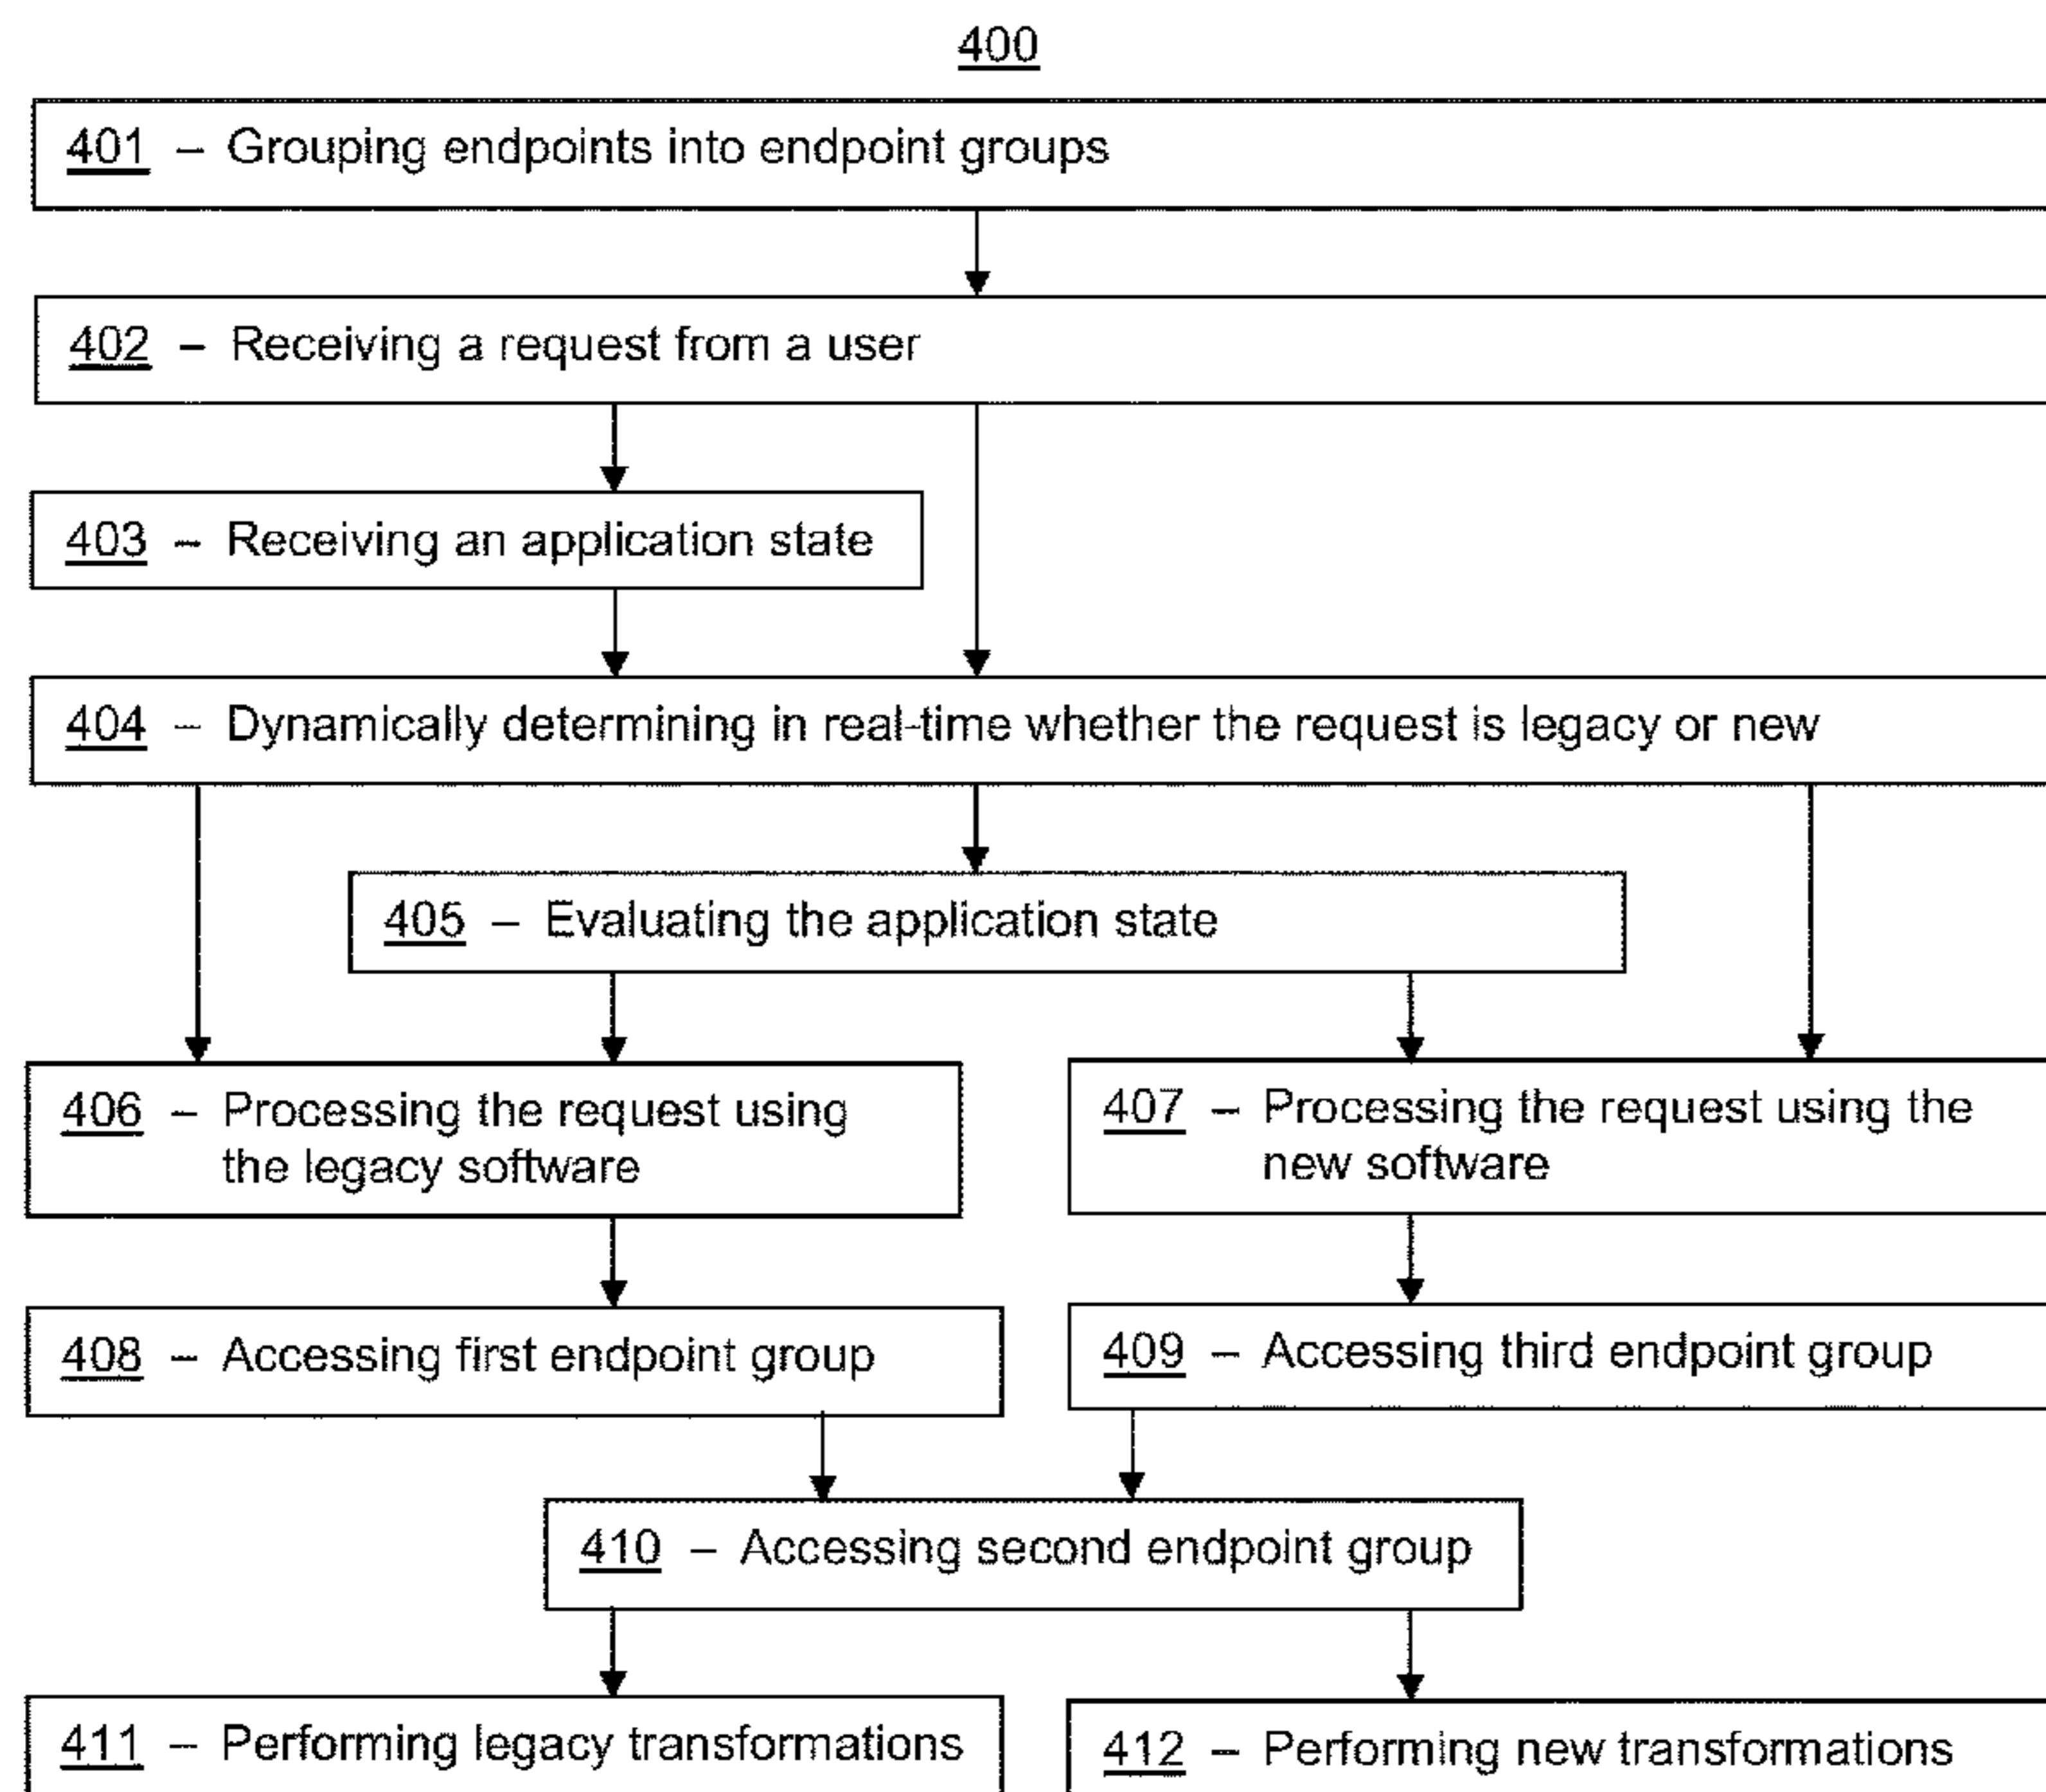 400
401 – Grouping endpoints into endpoint groups
402 – Receiving a request from a user
403 – Receiving an application state
404 – Dynamically determining in real-time whether the request is legacy or new
405 – Evaluating the application state
406 – Processing the request using
the legacy software
407 – Processing the request using the
new software
408 – Accessing first endpoint group
409 – Accessing third endpoint group
410 – Accessing second endpoint group
411 – Performing legacy transformations
412 – Performing new transformations